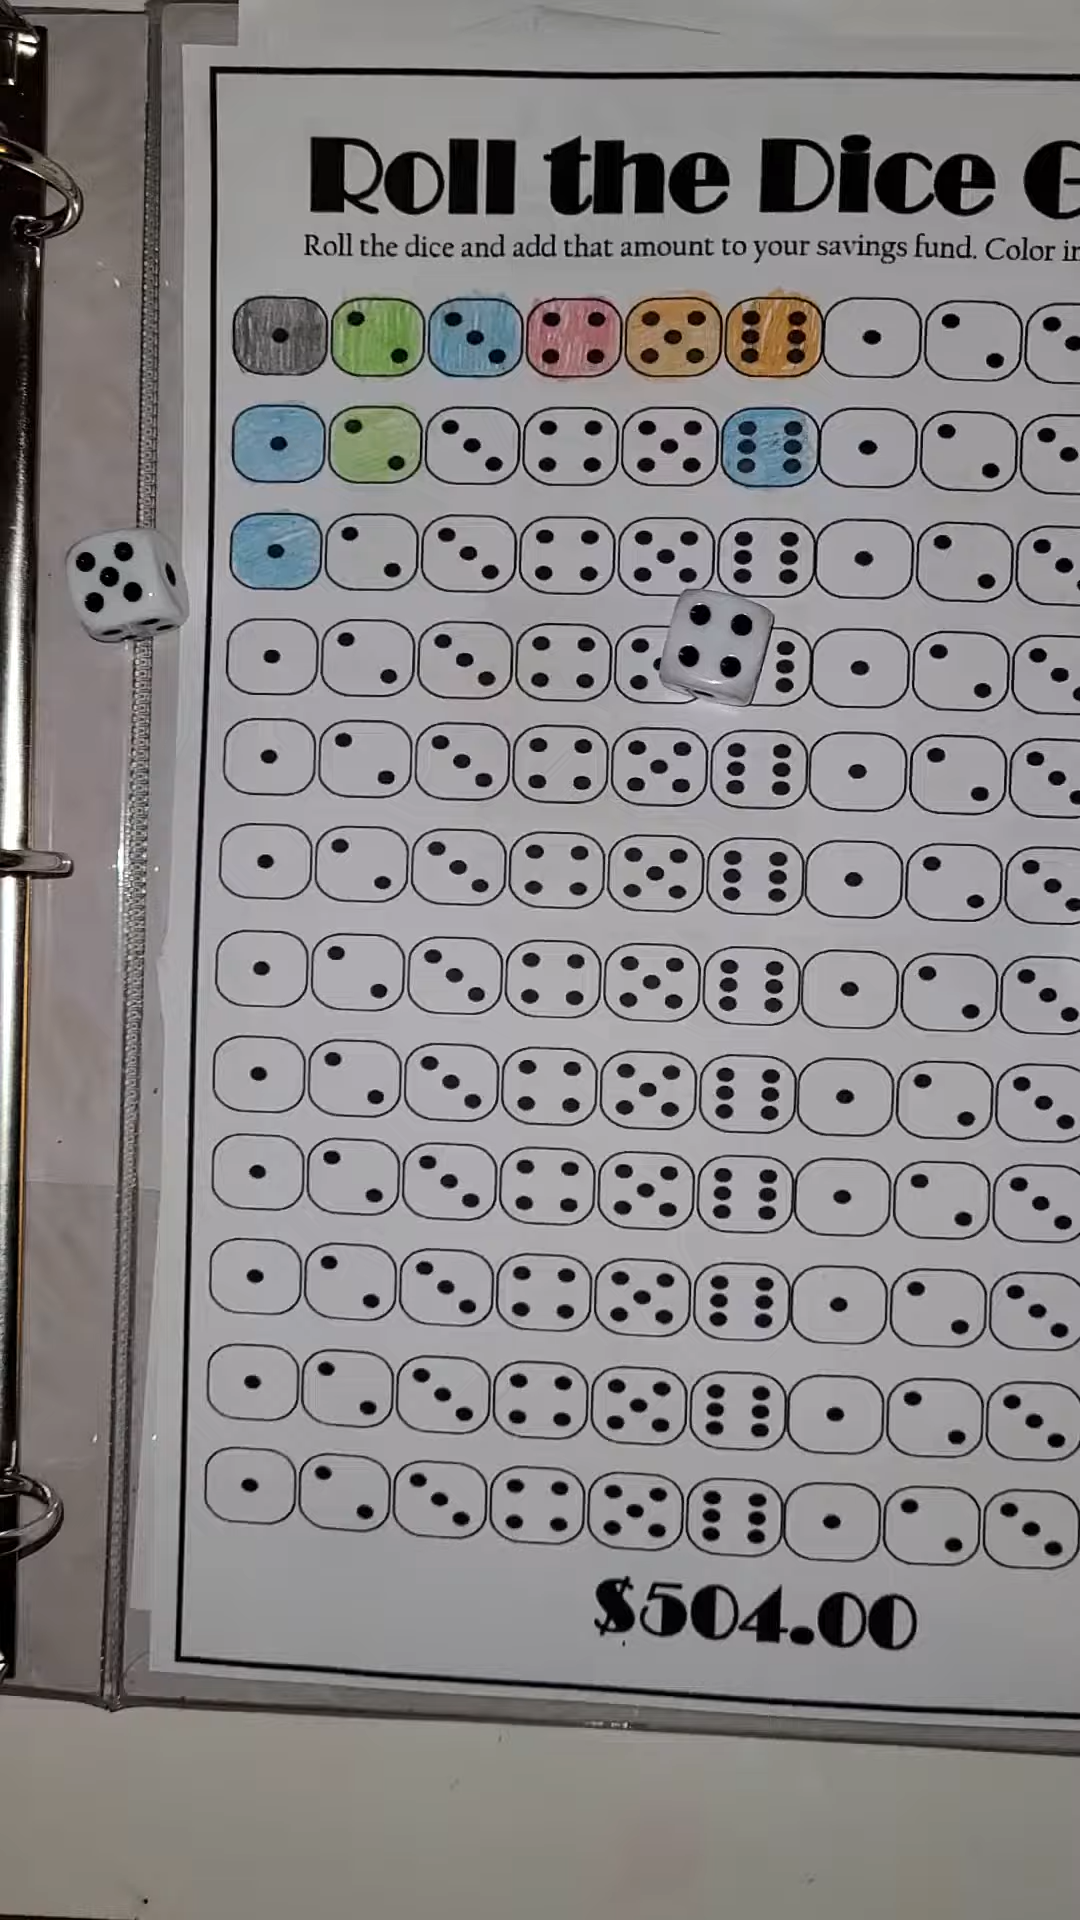 Roll the Dice G
Roll the dice and add that amount to your savings fund. Color in
$504.00